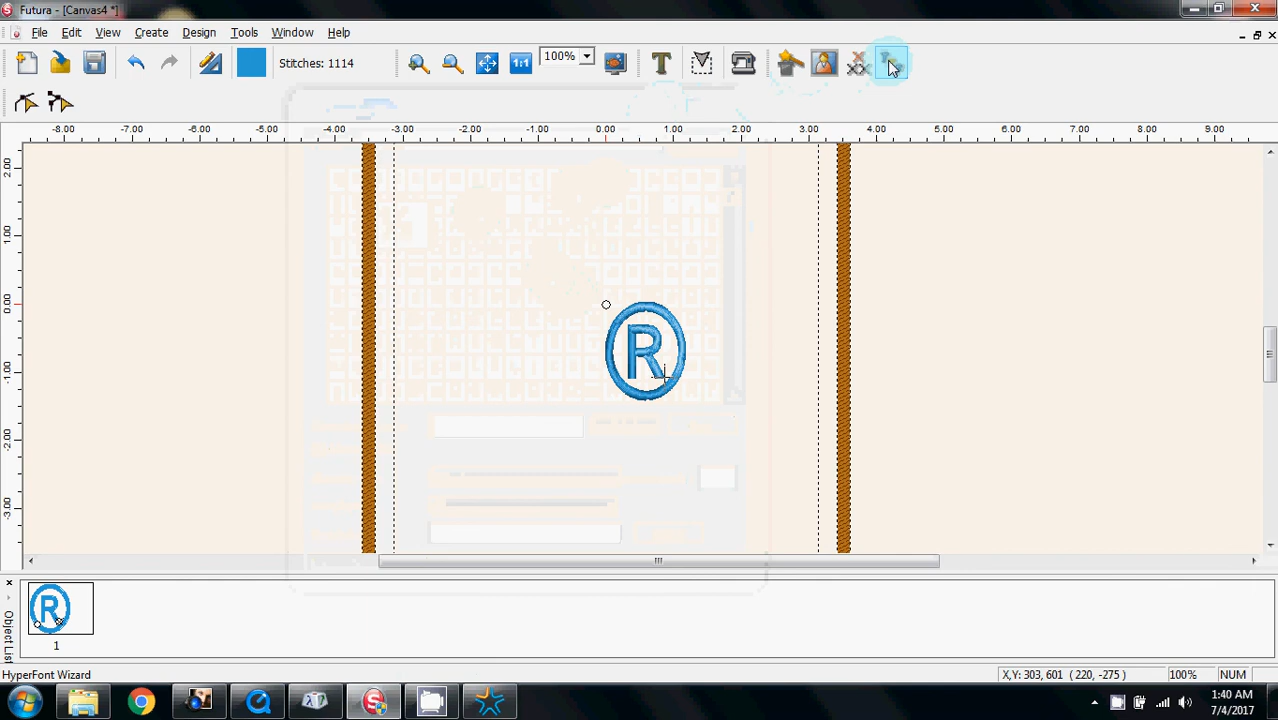 Futura - [Canvas4 *]
File Edit View Create Design Tools Window Help
Stitches: 1114 100% 1:1 T
-8.00 -7.00 -6.00 -5.00 -4.00 -3.00 -2.00 -1.00 0.00 1.00 2.00 3.00 4.00 5.00 6.00 7.00 8.00 9.00
2.00
1.00
0.00
-1.00
-2.00
-3.00
®
Object List
1
HyperFont Wizard X,Y: 303, 601 ( 220, -275 ) 100% NUM
1:40 AM
7/4/2017